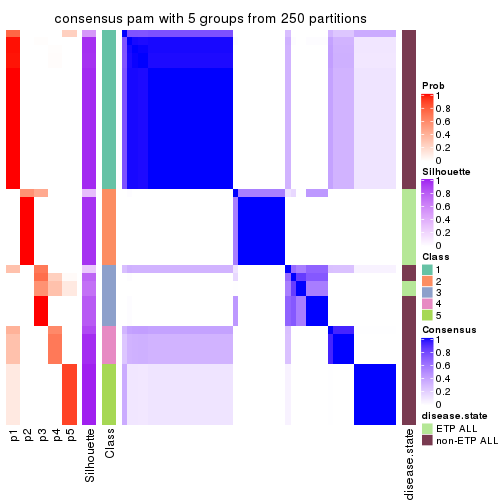 consensus pam with 5 groups from 250 partitions
Prob
1
0.8
0.6
0.4
0.2
0
Silhouette
1
0.8
0.6
0.4
0.2
0
Class
1
2
3
4
5
Consensus
1
0.8
0.6
0.4
0.2
0
disease.state
ETP ALL
non-ETP ALL
p1
p2
p3
p4
p5
Silhouette
Class
disease.state